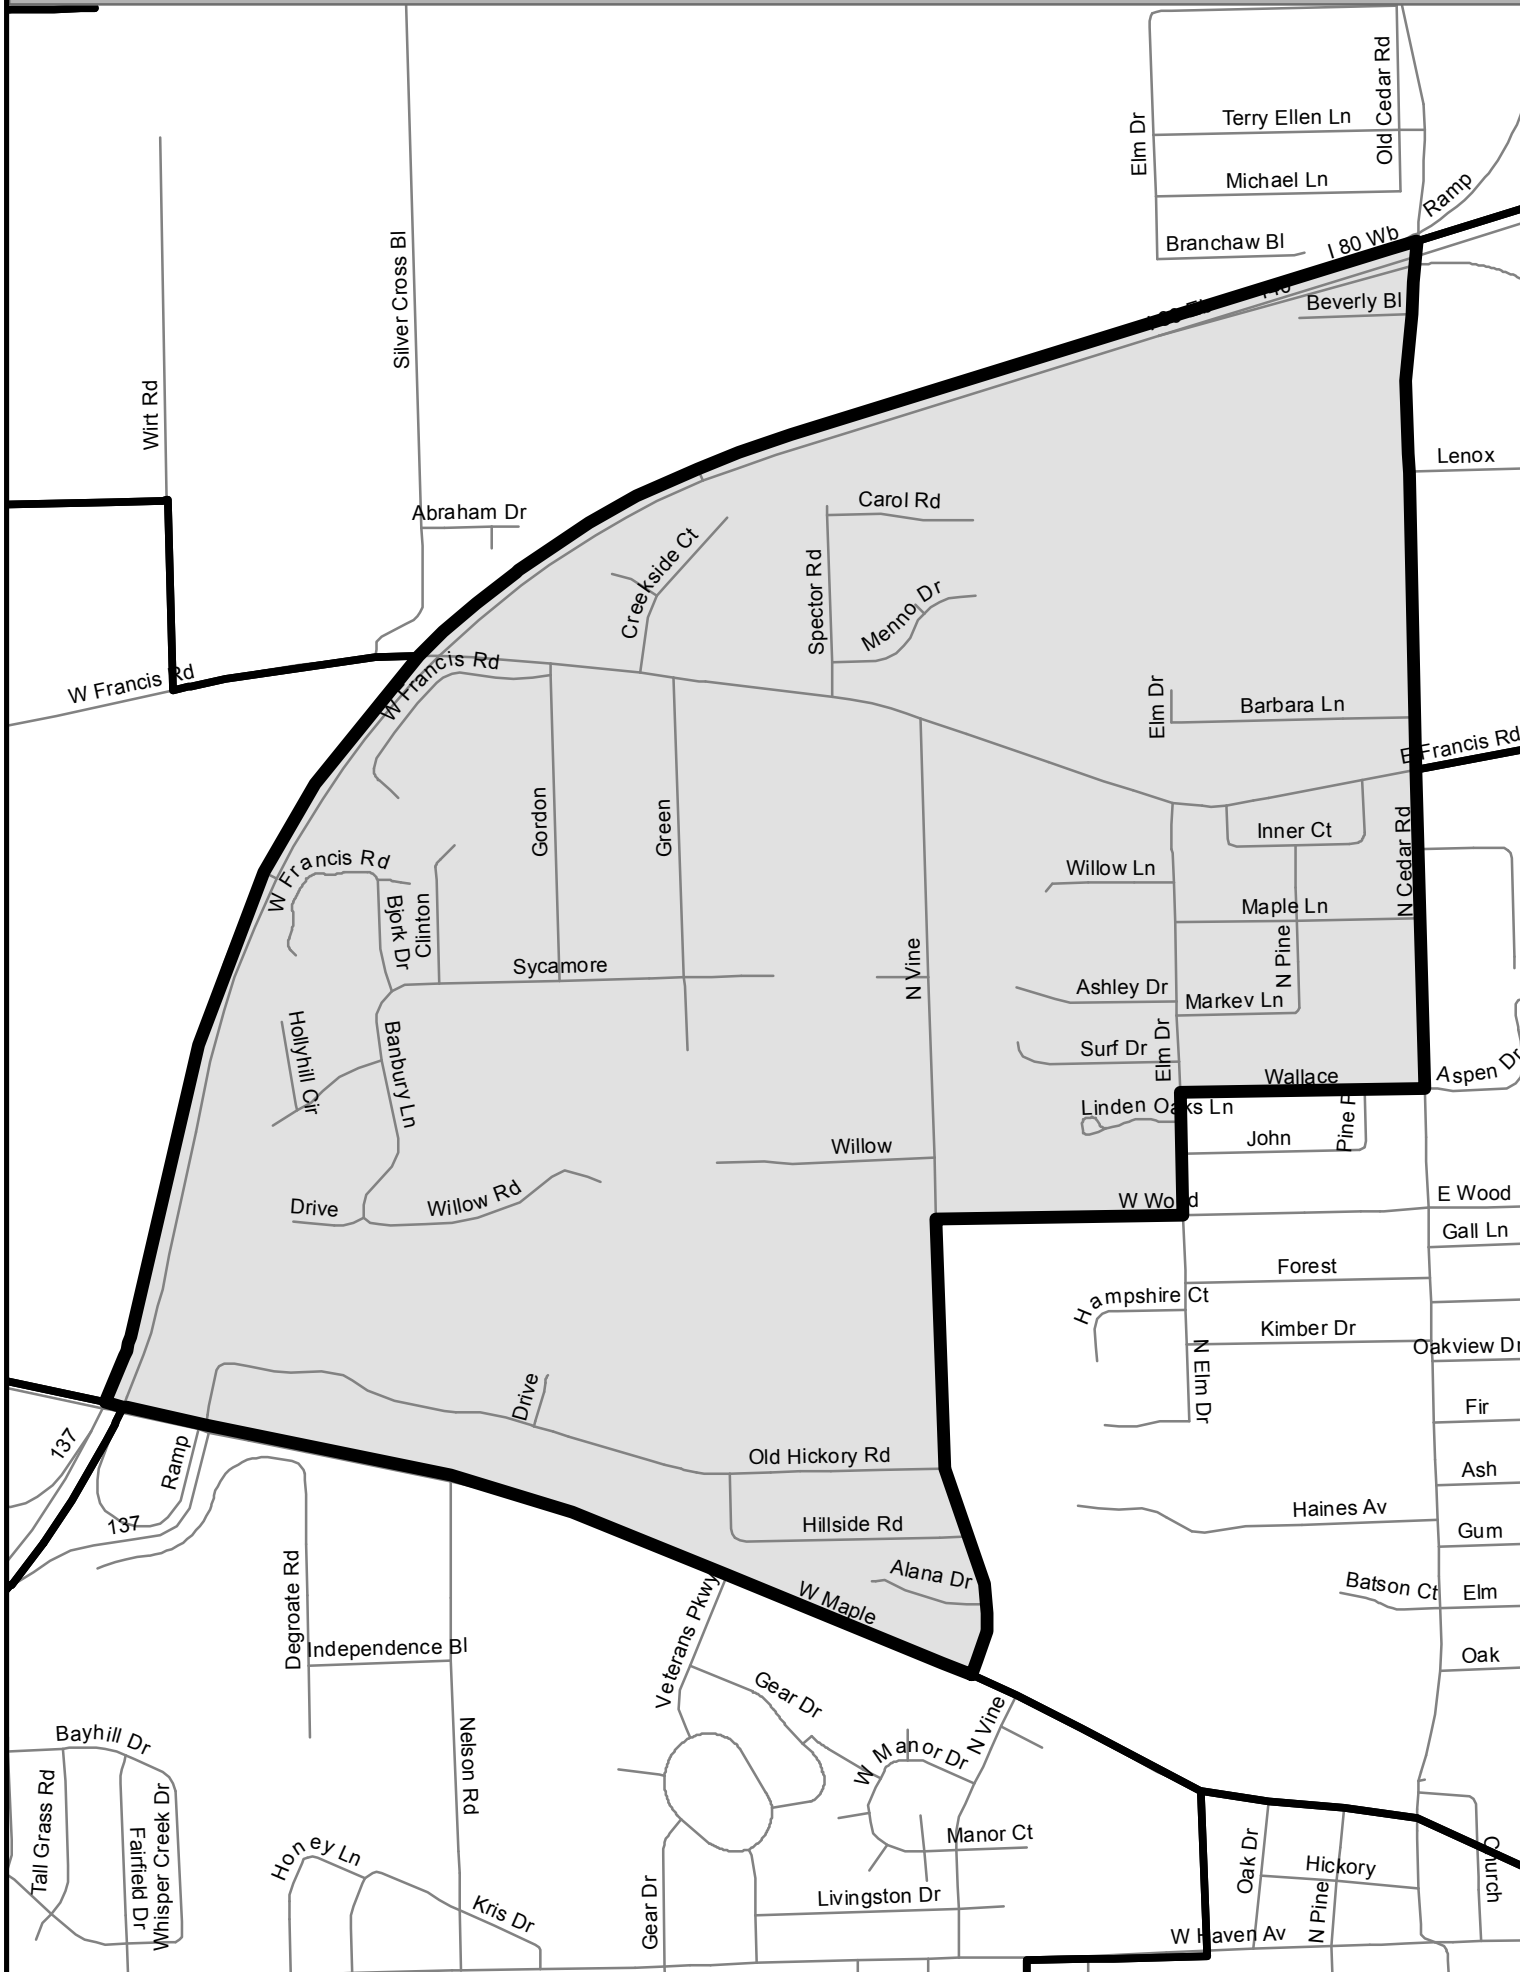 Old Cedar Rd
Elm Dr
Terry Ellen Ln
Michael Ln
Ramp
Branchaw Bl
I 80 Wb
Beverly Bl
Silver Cross Bl
Wirt Rd
Lenox
Abraham Dr
Carol Rd
Creekside Ct
Spector Rd
Menno Dr
W Francis Rd
W Francis Rd
Elm Dr
Barbara Ln
E Francis Rd
Gordon
Green
Inner Ct
N Cedar Rd
W Francis Rd
Willow Ln
Bjork Dr
Clinton
Maple Ln
N Pine
Sycamore
N Vine
Ashley Dr
Markev Ln
Hollyhill Cir
Banbury Ln
Surf Dr
Elm Dr
Wallace
Aspen Dr
Linden Oaks Ln
Pine R
John
Willow
Drive
Willow Rd
W Wood
E Wood
Gall Ln
Forest
Hampshire Ct
Kimber Dr
N Elm Dr
Oakview Dr
Drive
Fir
137
Ramp
Old Hickory Rd
Ash
137
Hillside Rd
Haines Av
Gum
Degroate Rd
Alana Dr
W Maple
Batson Ct
Elm
Veterans Pkwy
Independence Bl
Oak
Gear Dr
N Vine
Bayhill Dr
Nelson Rd
W Manor Dr
Tall Grass Rd
Fairfield Dr
Whisper Creek Dr
Manor Ct
Honey Ln
Oak Dr
Hickory
Church
Kris Dr
Gear Dr
Livingston Dr
N Pine
W Haven Av